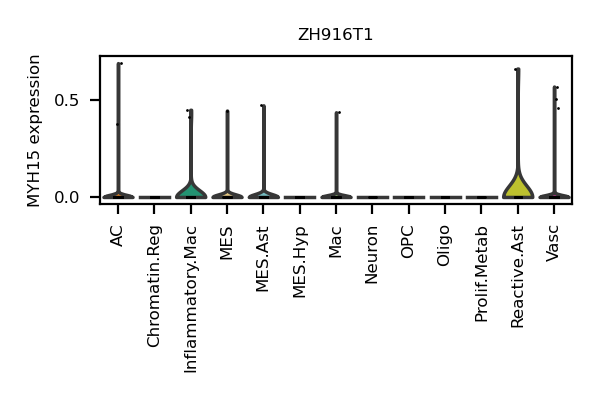 ZH916T1
MYH15 expression
0.5
0.0
AC
Chromatin.Reg
Inflammatory.Mac
MES
MES.Ast
MES.Hyp
Mac
Neuron
OPC
Oligo
Prolif.Metab
Reactive.Ast
Vasc